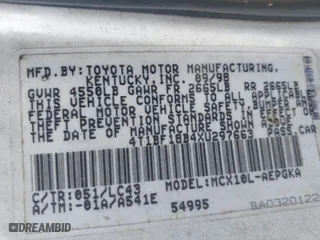 MFD.BY:TOYOTA MOTOR MANUFACTURING,
KENTUCKY,INC. 09/98
GVWR 4550LB GAWR FR 2665LB RR 2665LB
THIS VEHICLE CONFORMS TO ALL APPLICABLE
FEDERAL MOTOR VEHICLE SAFETY,BUMPER AND
THEFT PREVENTION STANDARDS IN EFFECT ON
THE DATE OF MANUFACTURE SHOWN ABOVE.
4T1BF18B4XU297663 PASS.CAR
C/TR:051/LC43 MODEL:MCX10L-AEPGKA
A/TM:-01A/A541E 54995 BA0320122
DC AUTOBIDMASTER